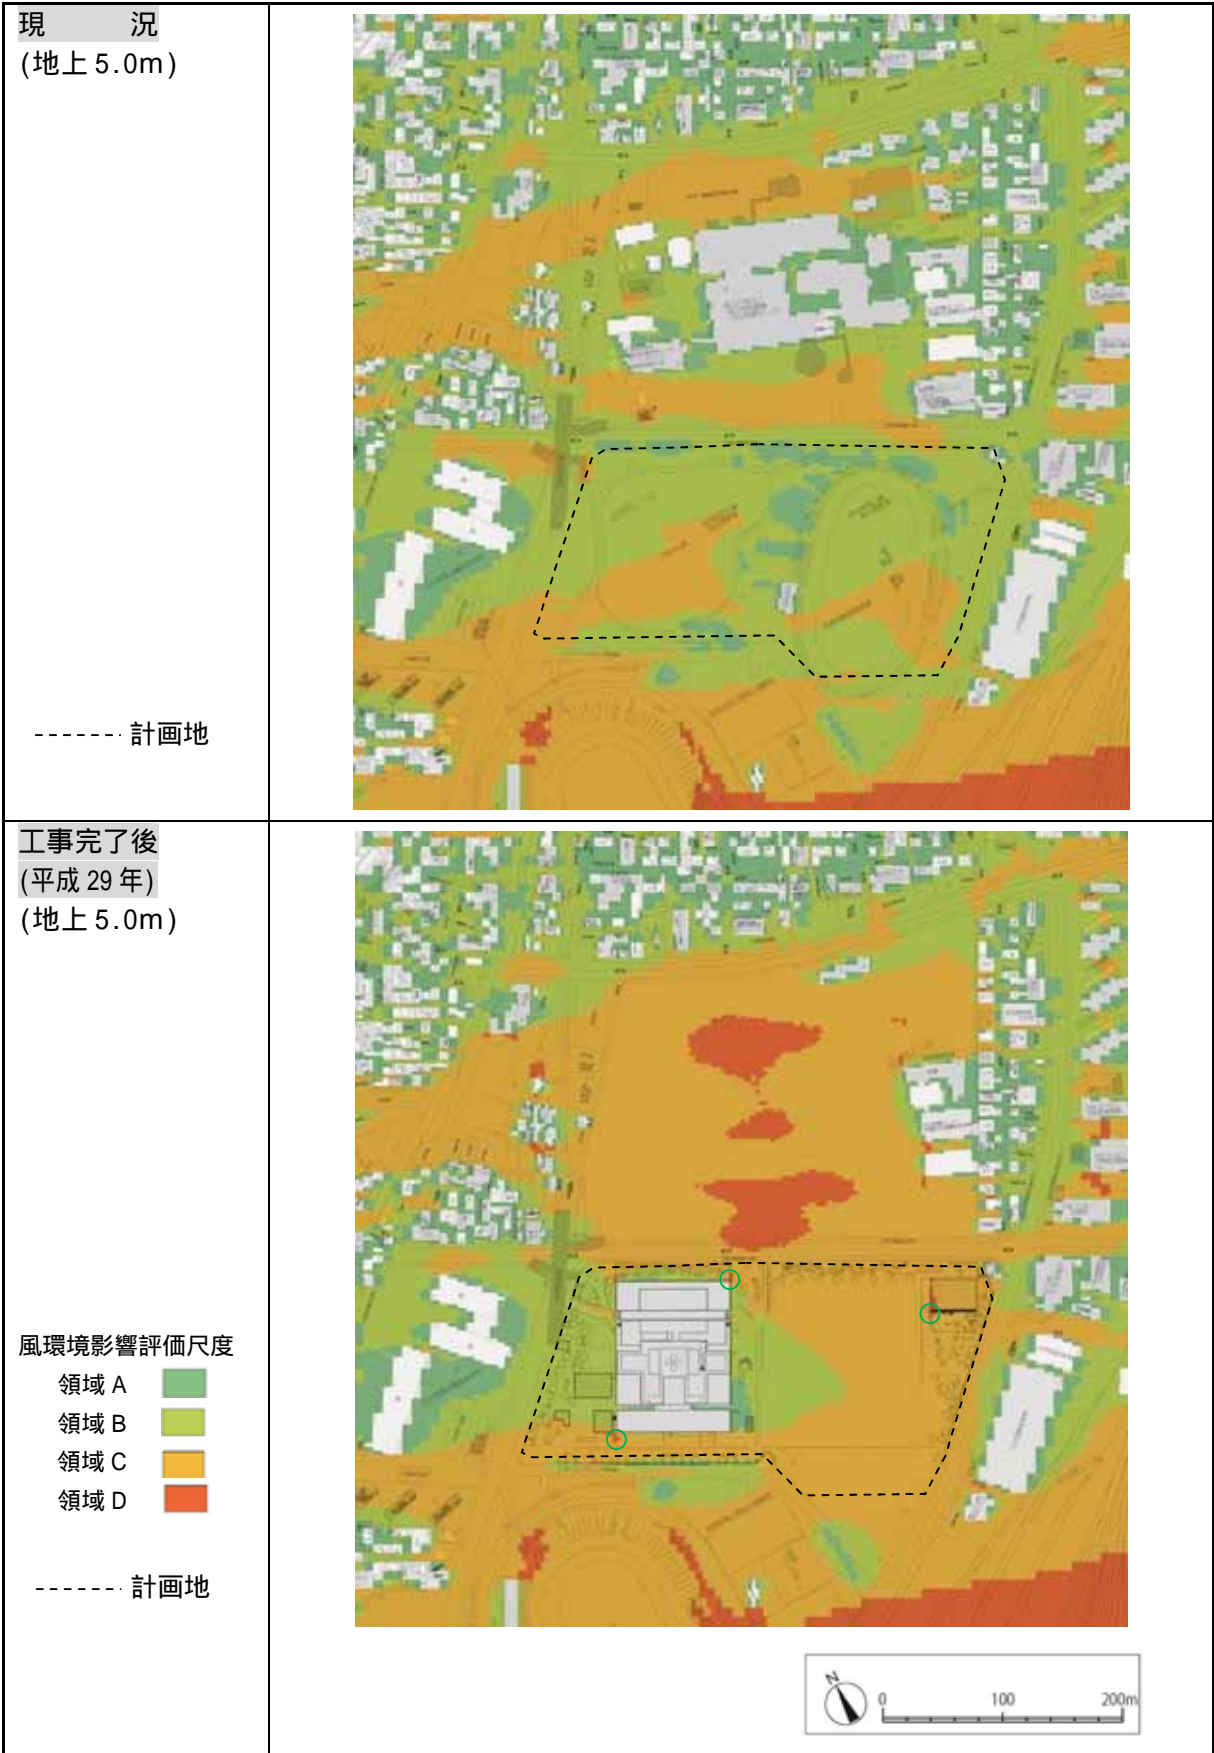 現　　況
(地上 5.0m)
------- 計画地
工事完了後
(平成 29 年)
(地上 5.0m)
風環境影響評価尺度
領域 A
領域 B
領域 C
領域 D
------- 計画地
N
0 100 200m